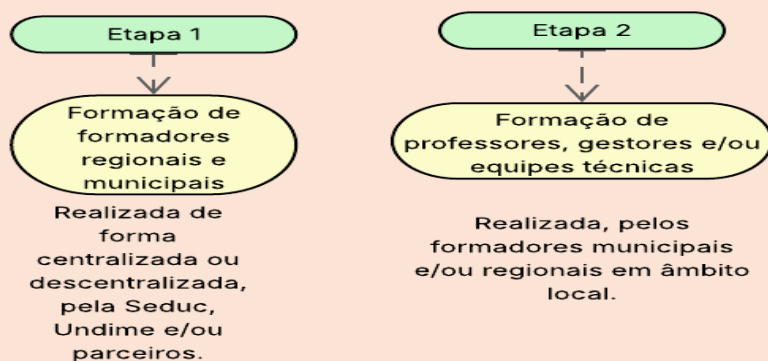 Etapa 1
Formação de
formadores
regionais e
municipais
Realizada de
forma
centralizada ou
descentralizada,
pela Seduc,
Undime e/ou
parceiros.
Etapa 2
Formação de
professores, gestores e/ou
equipes técnicas
Realizada, pelos
formadores municipais
e/ou regionais em âmbito
local.